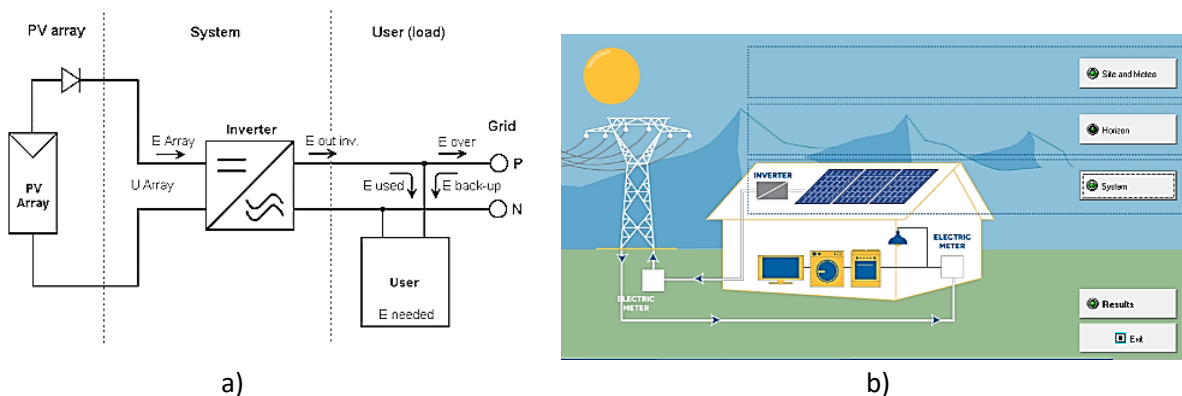 PV array
System
User (load)
Inverter
Grid
E Array
E out inv.
E over
P
U Array
E used
E back-up
PV
Array
N
User
E needed
a)
Site and Meteo
Horizon
INVERTER
System
ELECTRIC
METER
ELECTRIC
METER
Results
Exit
b)